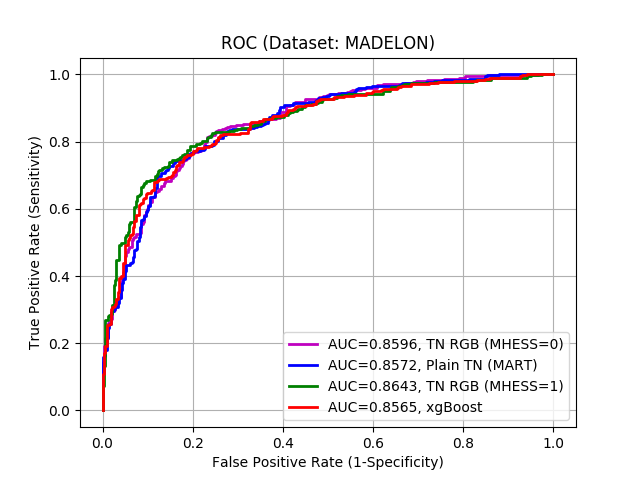 ROC (Dataset: MADELON)
True Positive Rate (Sensitivity)
1.0
0.8
0.6
0.4
0.2
0.0
AUC=0.8596, TN RGB (MHESS=0)
AUC=0.8572, Plain TN (MART)
AUC=0.8643, TN RGB (MHESS=1)
AUC=0.8565, xgBoost
0.0 0.2 0.4 0.6 0.8 1.0
False Positive Rate (1-Specificity)